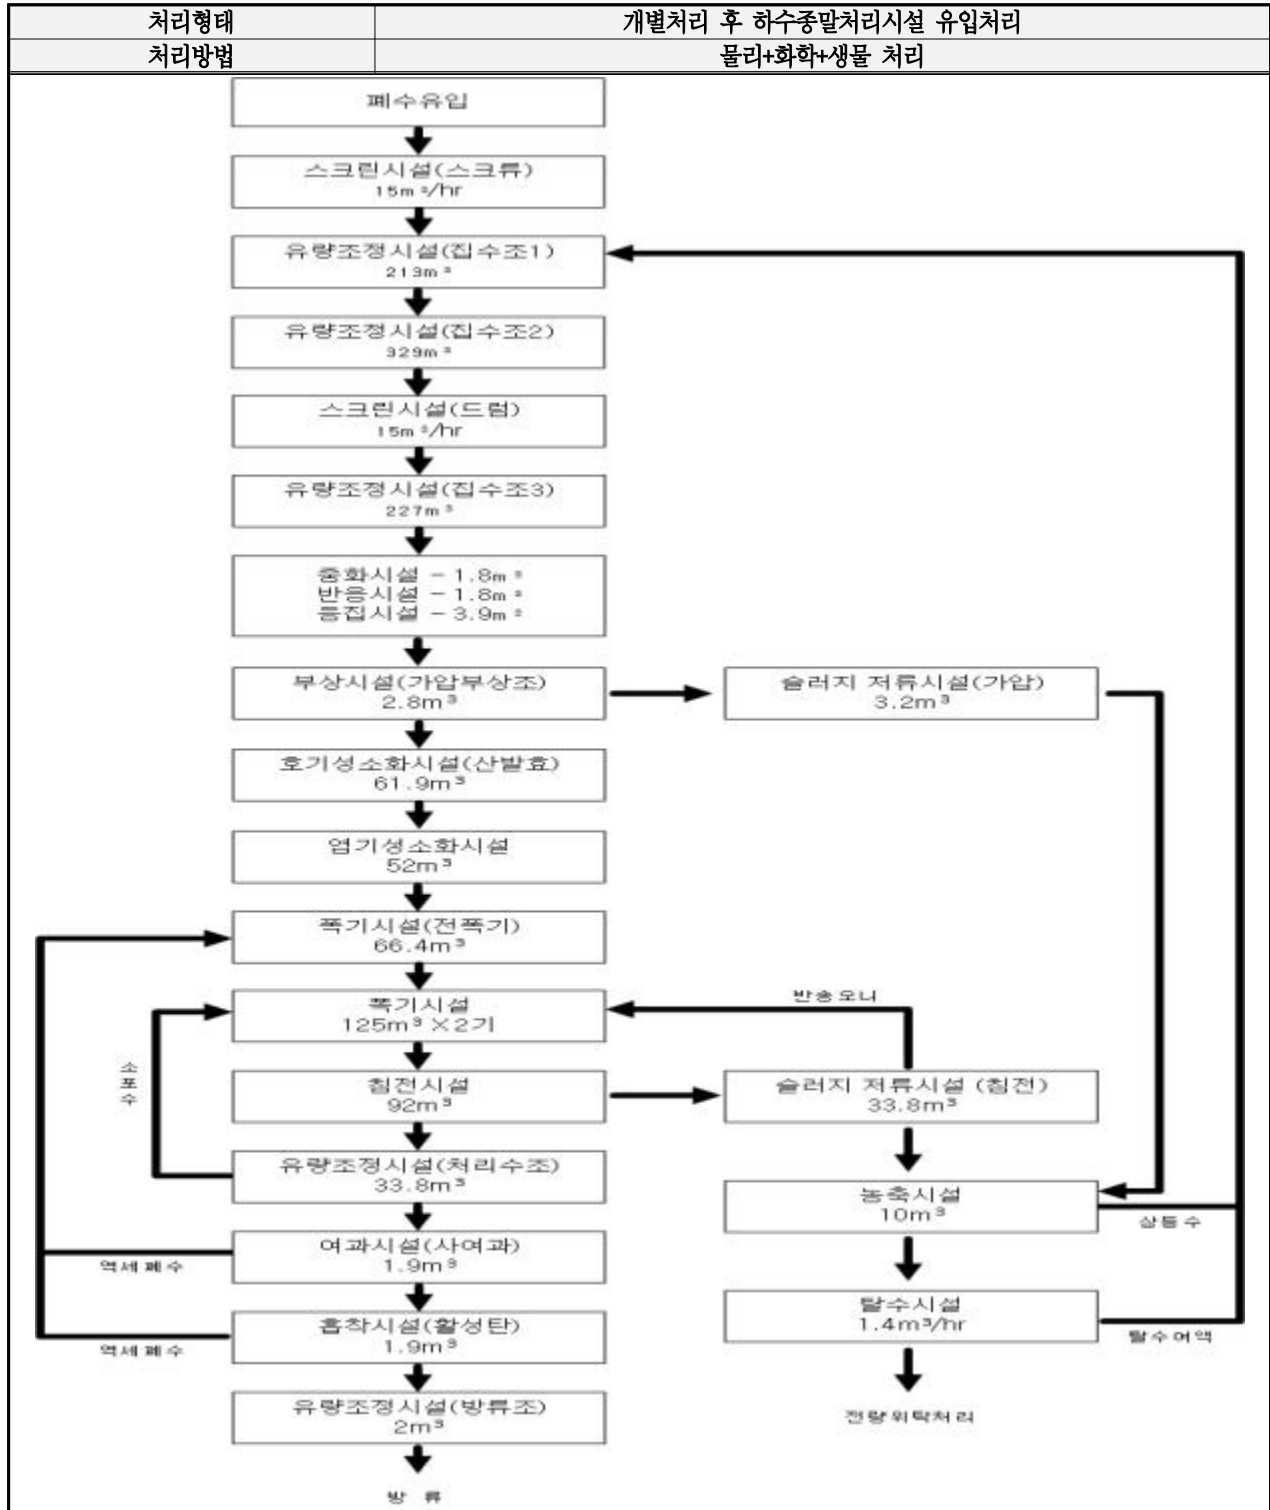 처리형태 개별처리 후 하수종말처리시설 유입처리
처리방법 물리+화학+생물 처리
폐수유입
스크린시설(스크류)
15m³/hr
유량조정시설(집수조1)
213m³
유량조정시설(집수조2)
329m³
스크린시설(드럼)
15m³/hr
유량조정시설(집수조3)
227m³
중화시설 - 1.8m³
반응시설 - 1.8m³
응집시설 - 3.9m³
부상시설(가압부상조)
2.8m³
슬러지 저류시설(가압)
3.2m³
호기성소화시설(산발효)
61.9m³
혐기성소화시설
52m³
폭기시설(전폭기)
66.4m³
폭기시설
125m³ X2기
반송오니
소포수
침전시설
92m³
슬러지 저류시설 (침전)
33.8m³
유량조정시설(처리수조)
33.8m³
농축시설
10m³
상등수
여과시설(사여과)
1.9m³
역세폐수
탈수시설
1.4m³/hr
탈수여액
흡착시설(활성탄)
1.9m³
역세폐수
유량조정시설(방류조)
2m³
전량위탁처리
방 류